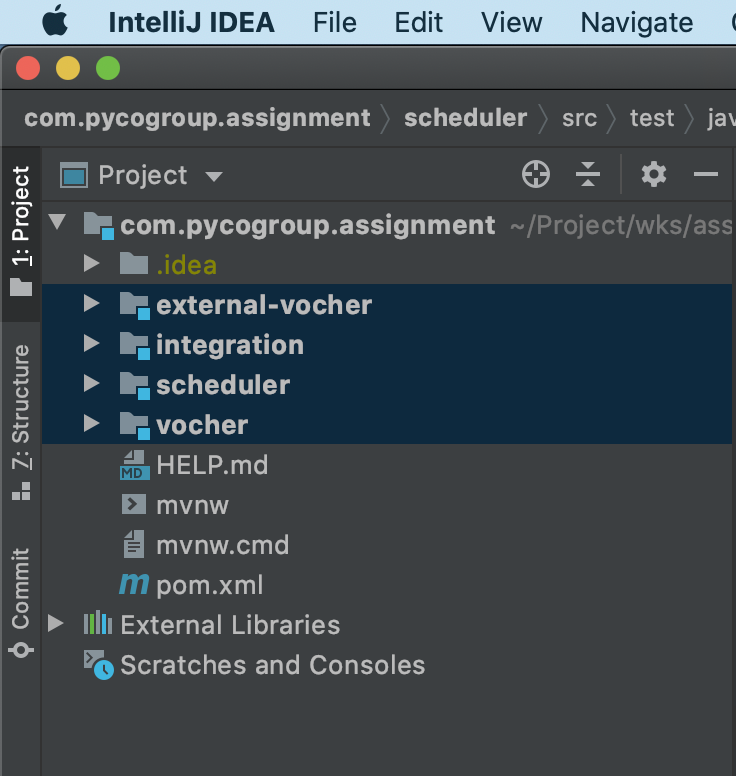 IntelliJ IDEA File Edit View Navigate
com.pycogroup.assignment scheduler src test jav
Project
com.pycogroup.assignment ~/Project/wks/ass
.idea
external-vocher
integration
scheduler
vocher
HELP.md
MD
mvnw
mvnw.cmd
m pom.xml
External Libraries
Scratches and Consoles
1: Project
7: Structure
Commit